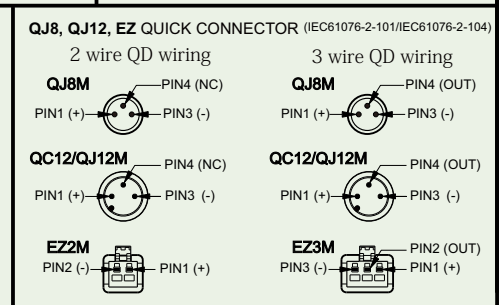 QJ8, QJ12, EZ QUICK CONNECTOR (IEC61076-2-101/IEC61076-2-104)
2 wire QD wiring
3 wire QD wiring
QJ8M
PIN4 (NC)
PIN1 (+)
PIN3 (-)
QJ8M
PIN4 (OUT)
PIN1 (+)
PIN3 (-)
QC12/QJ12M
PIN4 (NC)
PIN1 (+)
PIN3 (-)
QC12/QJ12M
PIN4 (OUT)
PIN1 (+)
PIN3 (-)
EZ2M
PIN2 (-)
PIN1 (+)
EZ3M
PIN2 (OUT)
PIN3 (-)
PIN1 (+)